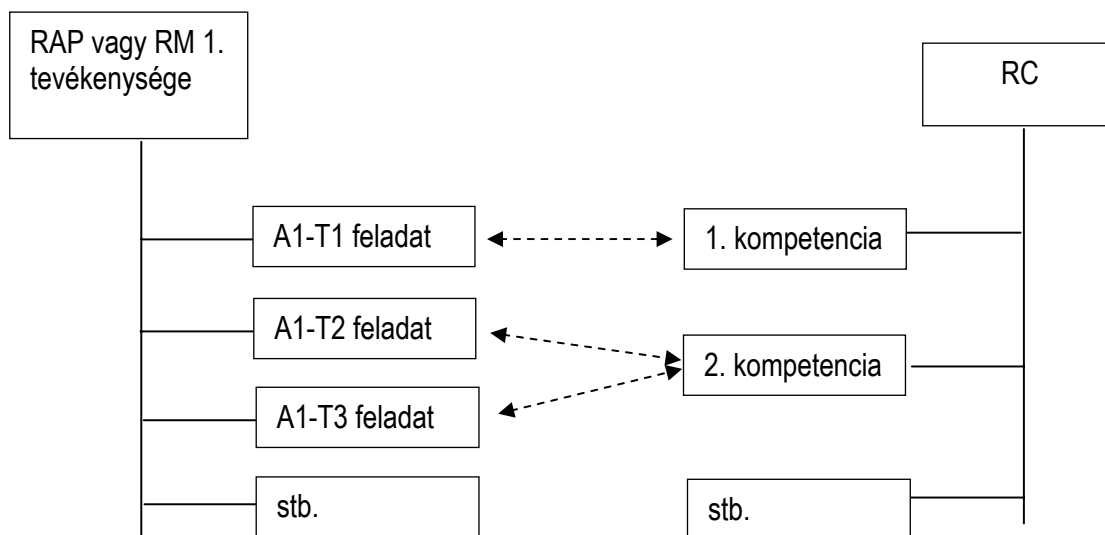 RAP vagy RM 1.
tevékenysége
RC
A1-T1 feladat
1. kompetencia
A1-T2 feladat
2. kompetencia
A1-T3 feladat
stb.
stb.